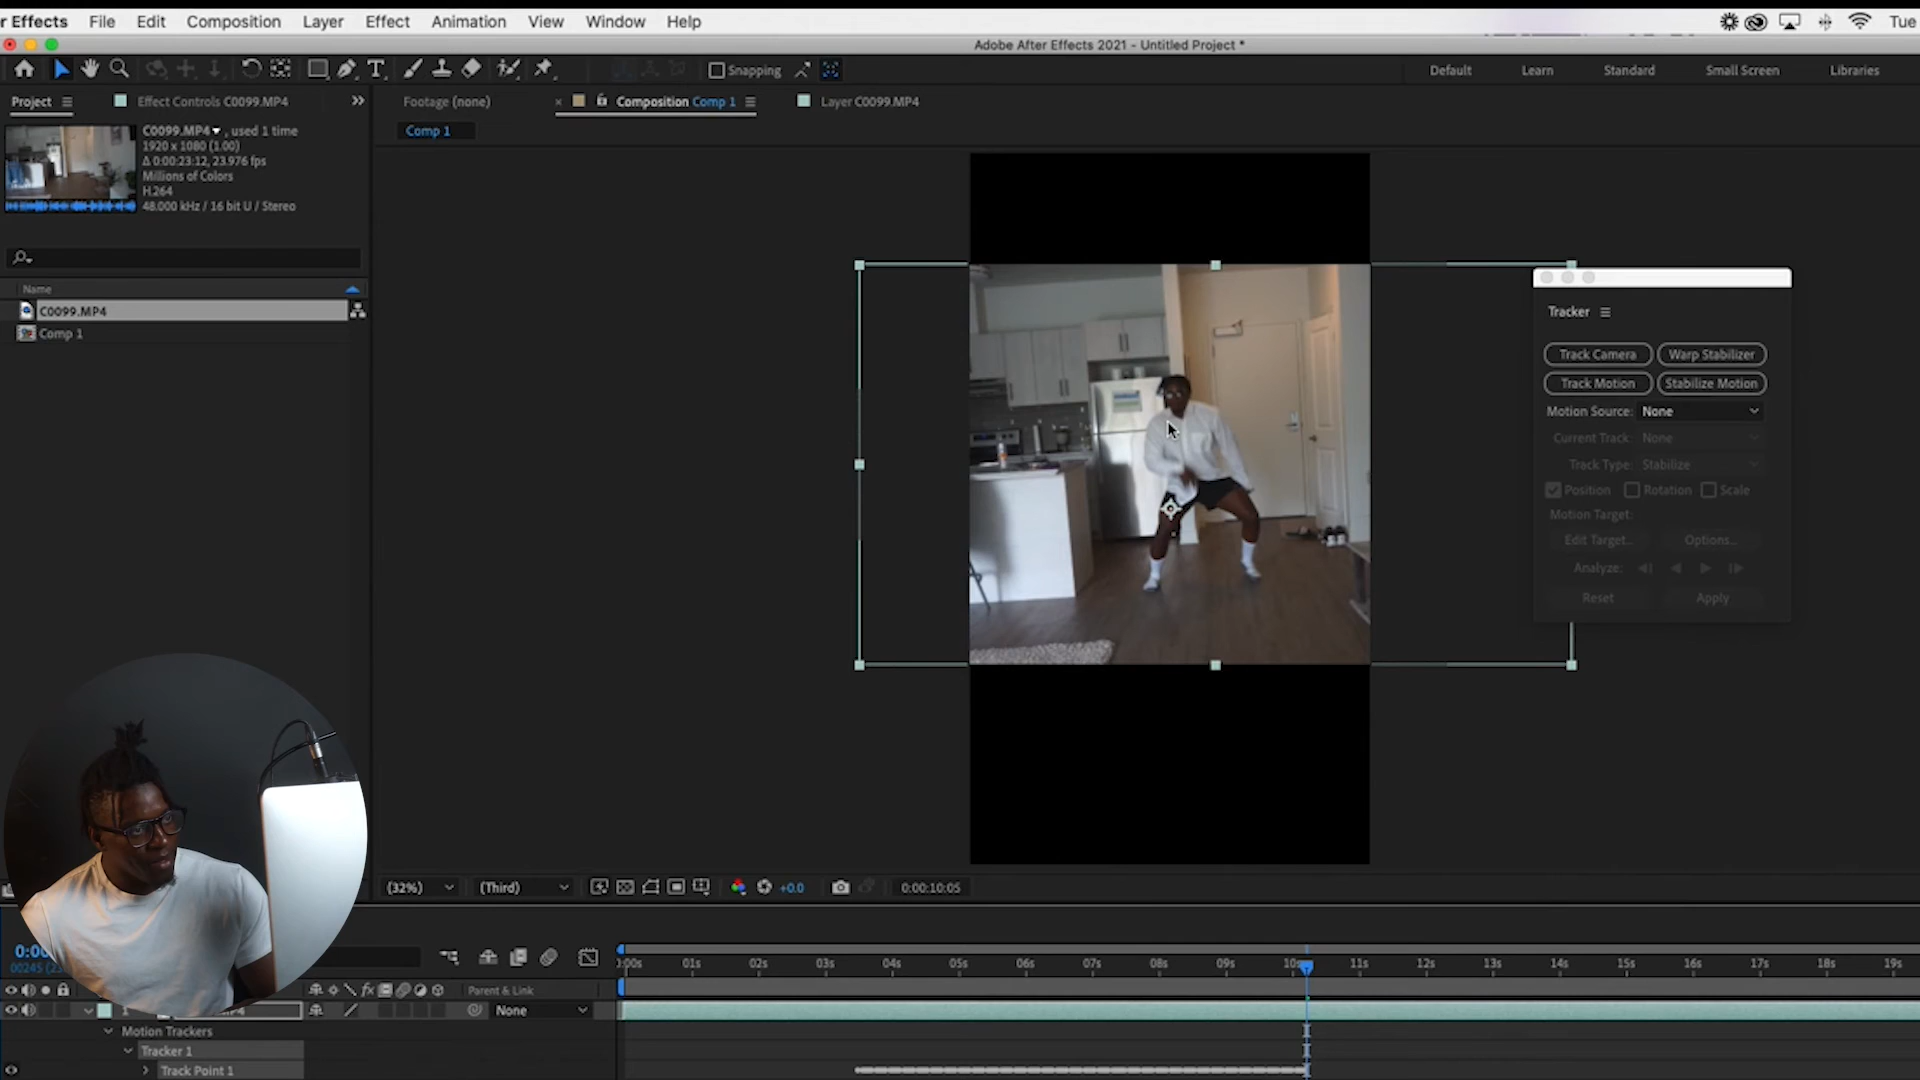 r Effects File Edit Composition Layer Effect Animation View Window Help Tue
Adobe After Effects 2021 - Untitled Project *
Snapping Default Learn Standard Small Screen Libraries
Project Effect Controls C0099.MP4 Footage (none) Composition Comp 1 Layer C0099.MP4
Comp 1
C0099.MP4 , used 1 time
1920 x 1080 (1.00)
Δ 0:00:23:12, 23.976 fps
Millions of Colors
H.264
48.000 kHz / 16 bit U / Stereo
Name
C0099.MP4
Comp 1
Tracker
Track Camera Warp Stabilizer
Track Motion Stabilize Motion
Motion Source: None
Current Track: None
Track Type: Stabilize
Position Rotation Scale
Motion Target:
Edit Target... Options...
Analyze:
Reset Apply
(32%) (Third) +0.0 0:00:10:05
01s 02s 03s 04s 05s 06s 07s 08s 09s 11s 12s 13s 14s 15s 16s 17s 18s 19s
Parent & Link
None
Motion Trackers
Tracker 1
Track Point 1